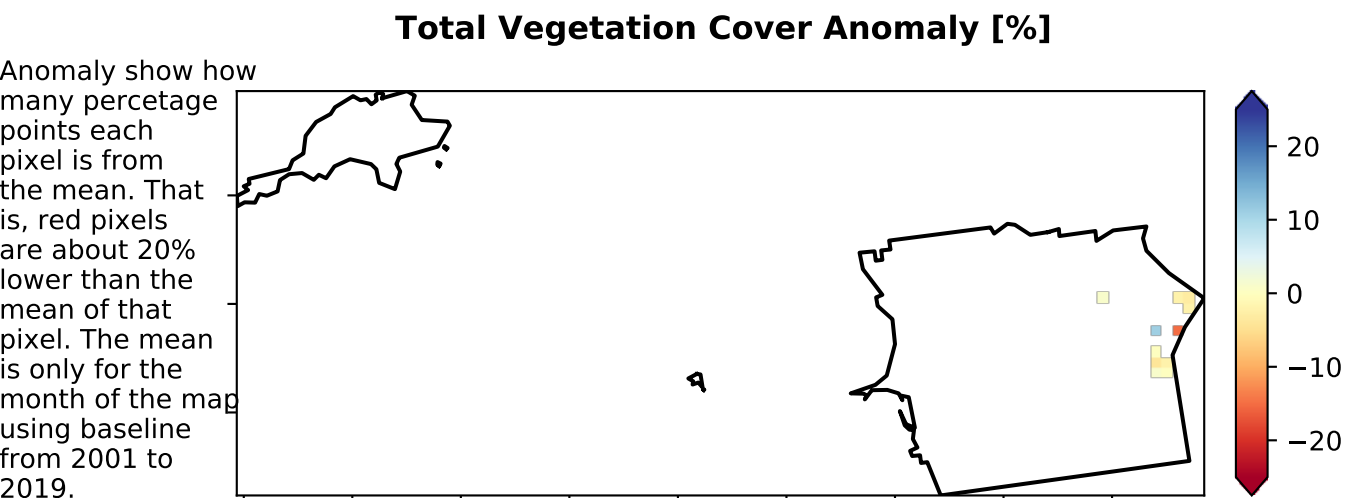 Total Vegetation Cover Anomaly [%]
Anomaly show how
many percetage
points each
pixel is from
the mean. That
is, red pixels
are about 20%
lower than the
mean of that
pixel. The mean
is only for the
month of the map
using baseline
from 2001 to
2019.
20
10
0
−10
−20